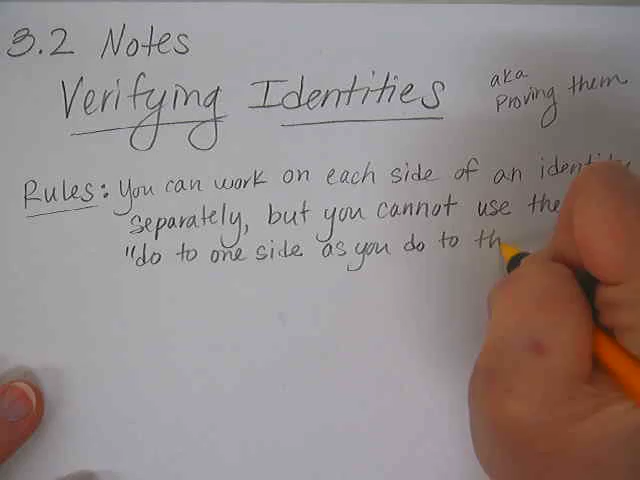 3.2 Notes
Verifying Identities
aka
Proving them
Rules: You can work on each side of an
separately, but you cannot use the
"do to one side as you do to th